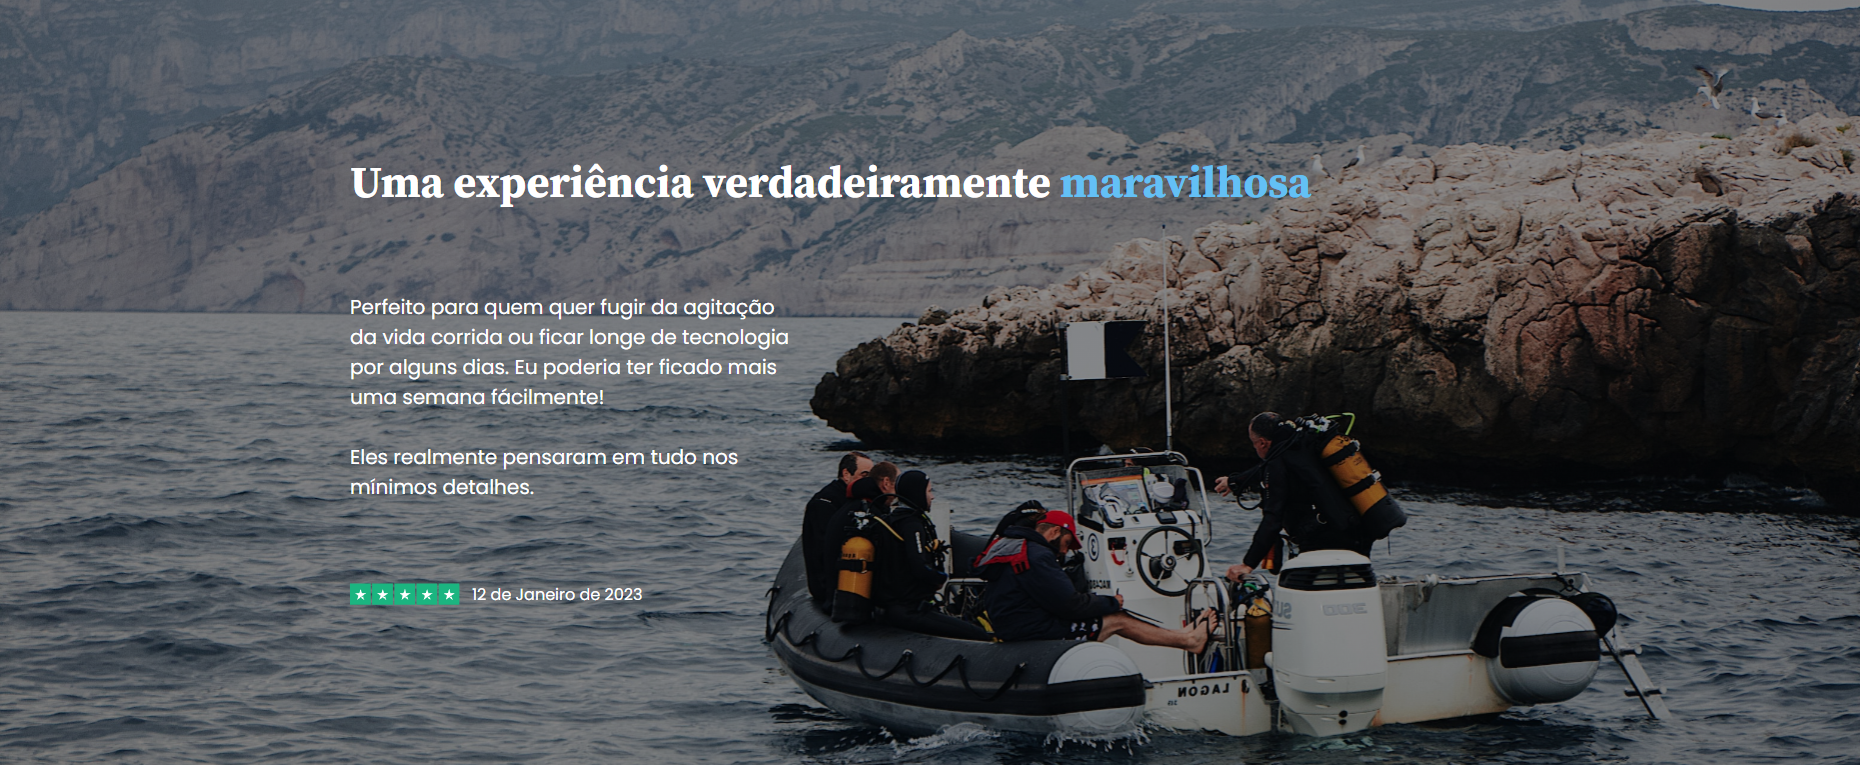 Uma experiência verdadeiramente maravilhosa
Perfeito para quem quer fugir da agitação
da vida corrida ou ficar longe de tecnologia
por alguns dias. Eu poderia ter ficado mais
uma semana fácilmente!
Eles realmente pensaram em tudo nos
mínimos detalhes.
12 de Janeiro de 2023
LAGON